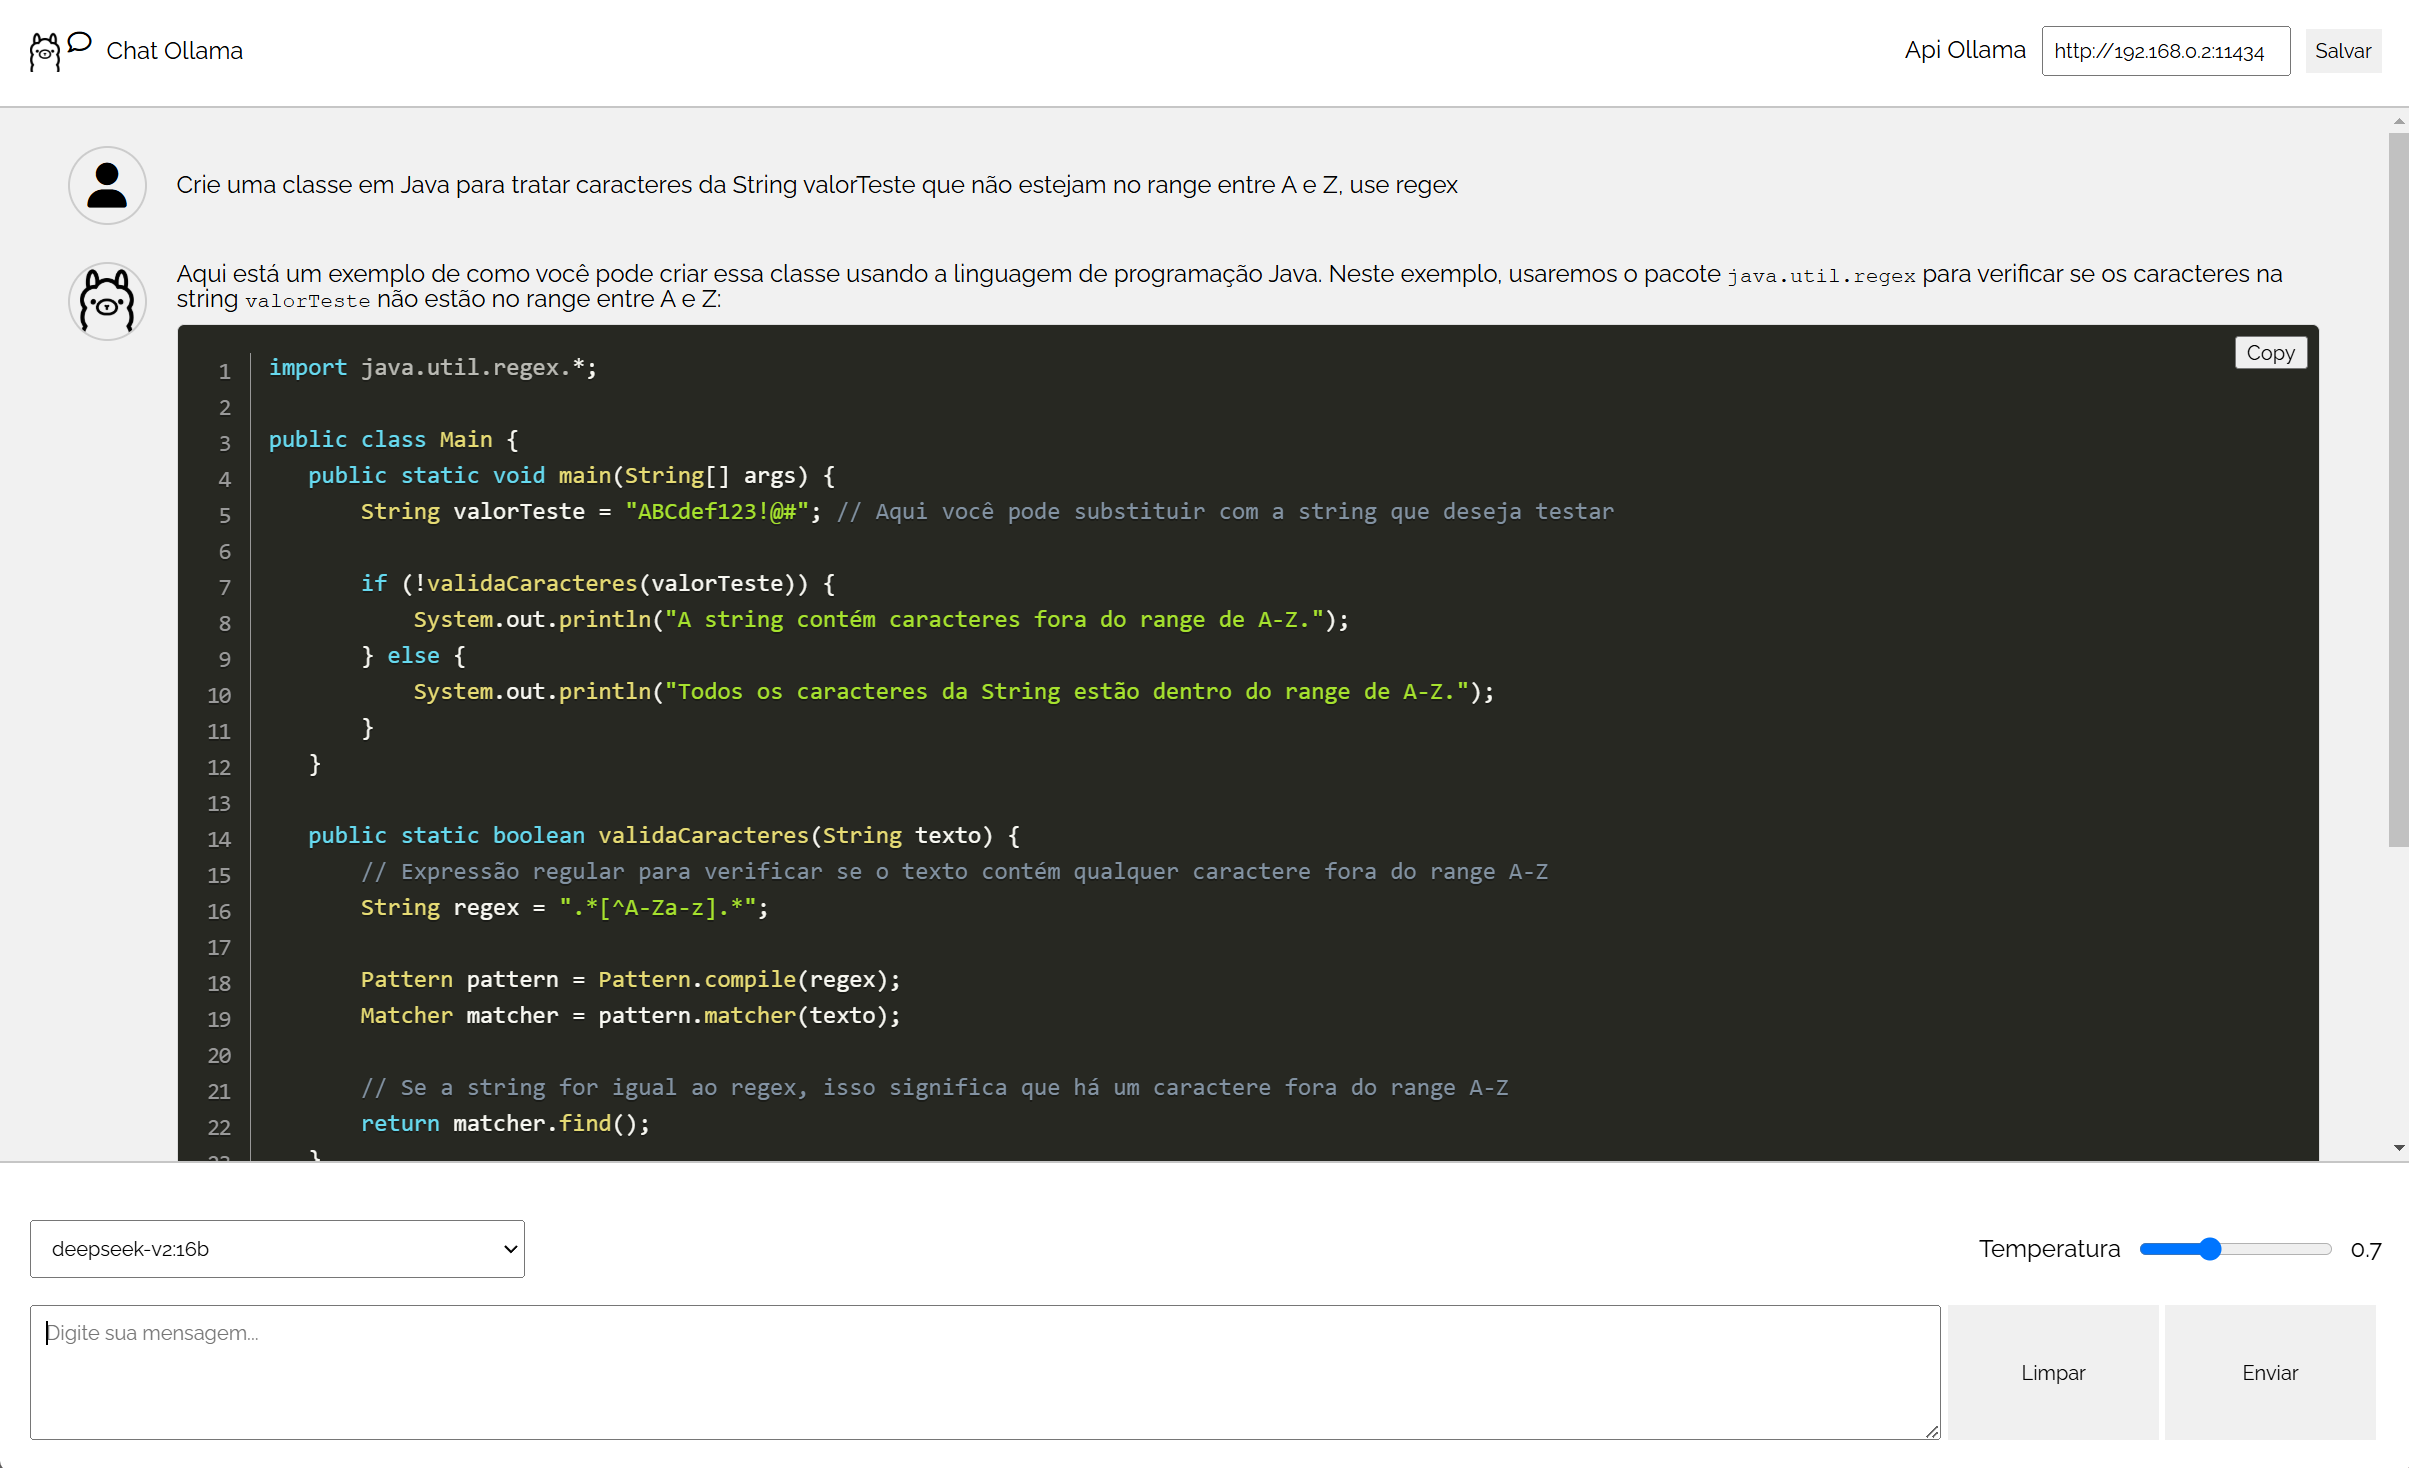 Chat Ollama
Api Ollama http://192.168.0.2:11434 Salvar
Crie uma classe em Java para tratar caracteres da String valorTeste que não estejam no range entre A e Z, use regex
Aqui está um exemplo de como você pode criar essa classe usando a linguagem de programação Java. Neste exemplo, usaremos o pacote java.util.regex para verificar se os caracteres na
string valorTeste não estão no range entre A e Z:
Copy
1 import java.util.regex.*;
2
3 public class Main {
4    public static void main(String[] args) {
5        String valorTeste = "ABCdef123!@#"; // Aqui você pode substituir com a string que deseja testar
6
7        if (!validaCaracteres(valorTeste)) {
8            System.out.println("A string contém caracteres fora do range de A-Z.");
9        } else {
10            System.out.println("Todos os caracteres da String estão dentro do range de A-Z.");
11        }
12    }
13
14    public static boolean validaCaracteres(String texto) {
15        // Expressão regular para verificar se o texto contém qualquer caractere fora do range A-Z
16        String regex = ".*[^A-Za-z].*";
17
18        Pattern pattern = Pattern.compile(regex);
19        Matcher matcher = pattern.matcher(texto);
20
21        // Se a string for igual ao regex, isso significa que há um caractere fora do range A-Z
22        return matcher.find();
23    }
deepseek-v2:16b
Temperatura 0.7
Digite sua mensagem...
Limpar
Enviar